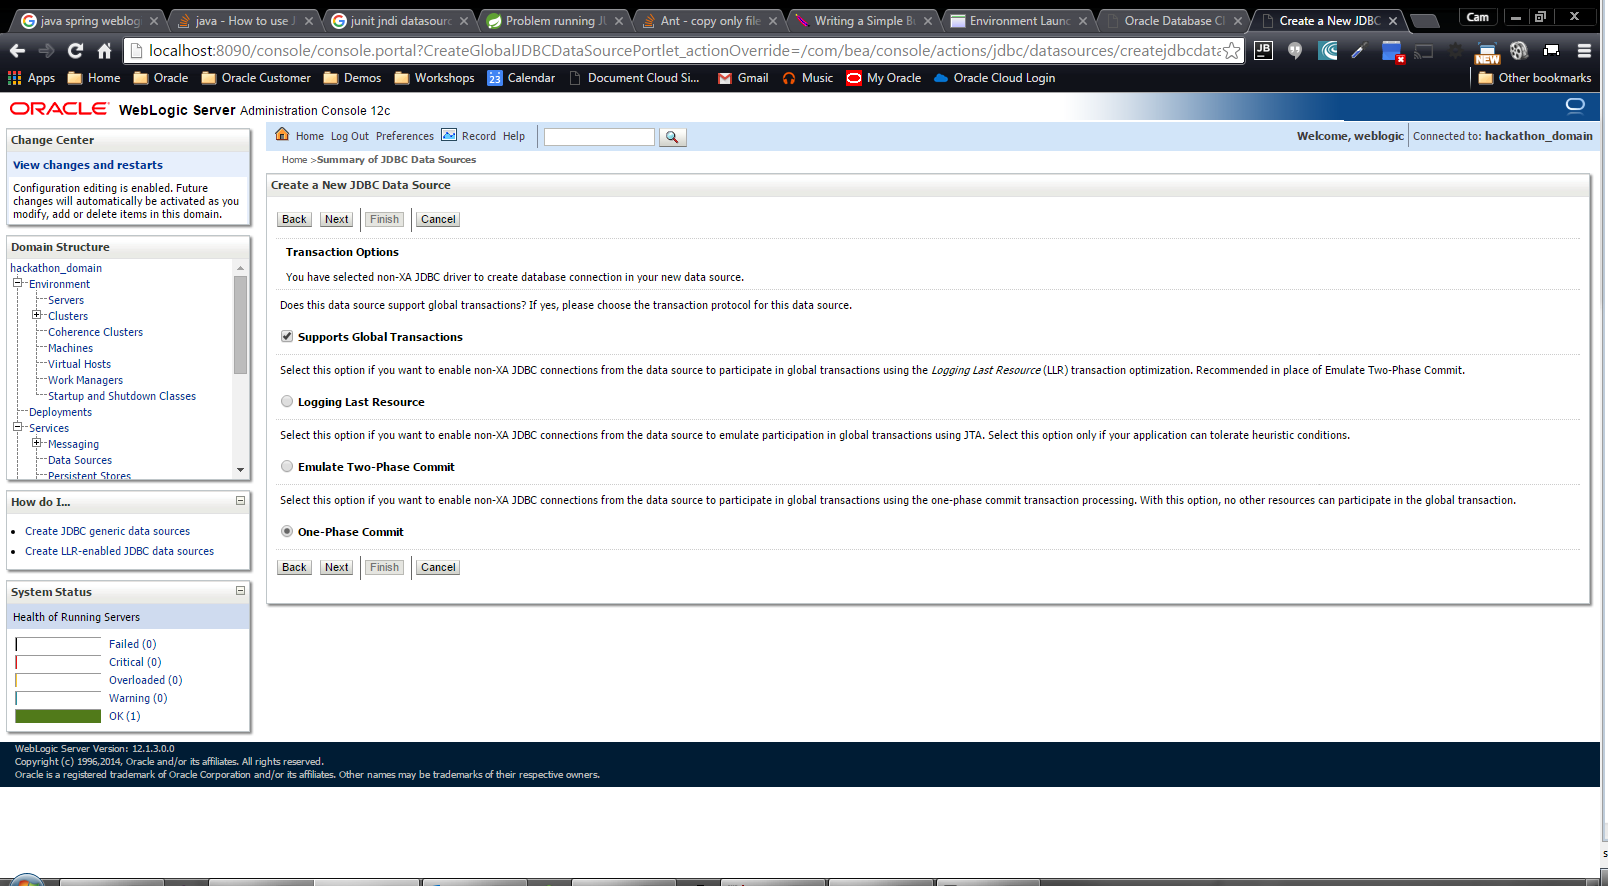 java spring weblog
java - How to use J
junit jndi datasourc
Problem running JU
Ant - copy only file
Writing a Simple Bu
Environment Launc
Oracle Database Cl
Create a New JDBC
Cam
localhost:8090/console/console.portal?CreateGlobalJDBCDataSourcePortlet_actionOverride=/com/bea/console/actions/jdbc/datasources/createjdbcdata
JB
NEW
Apps
Home
Oracle
Oracle Customer
Demos
Workshops
23 Calendar
Document Cloud Si...
Gmail
Music
My Oracle
Oracle Cloud Login
Other bookmarks
ORACLE WebLogic Server Administration Console 12c
Change Center
View changes and restarts
Configuration editing is enabled. Future
changes will automatically be activated as you
modify, add or delete items in this domain.
Domain Structure
hackathon_domain
Environment
Servers
Clusters
Coherence Clusters
Machines
Virtual Hosts
Work Managers
Startup and Shutdown Classes
Deployments
Services
Messaging
Data Sources
Persistent Stores
How do I...
Create JDBC generic data sources
Create LLR-enabled JDBC data sources
System Status
Health of Running Servers
Failed (0)
Critical (0)
Overloaded (0)
Warning (0)
OK (1)
Home Log Out Preferences Record Help
Welcome, weblogic
Connected to: hackathon_domain
Home >Summary of JDBC Data Sources
Create a New JDBC Data Source
Back Next Finish Cancel
Transaction Options
You have selected non-XA JDBC driver to create database connection in your new data source.
Does this data source support global transactions? If yes, please choose the transaction protocol for this data source.
Supports Global Transactions
Select this option if you want to enable non-XA JDBC connections from the data source to participate in global transactions using the Logging Last Resource (LLR) transaction optimization. Recommended in place of Emulate Two-Phase Commit.
Logging Last Resource
Select this option if you want to enable non-XA JDBC connections from the data source to emulate participation in global transactions using JTA. Select this option only if your application can tolerate heuristic conditions.
Emulate Two-Phase Commit
Select this option if you want to enable non-XA JDBC connections from the data source to participate in global transactions using the one-phase commit transaction processing. With this option, no other resources can participate in the global transaction.
One-Phase Commit
Back Next Finish Cancel
WebLogic Server Version: 12.1.3.0.0
Copyright (c) 1996,2014, Oracle and/or its affiliates. All rights reserved.
Oracle is a registered trademark of Oracle Corporation and/or its affiliates. Other names may be trademarks of their respective owners.